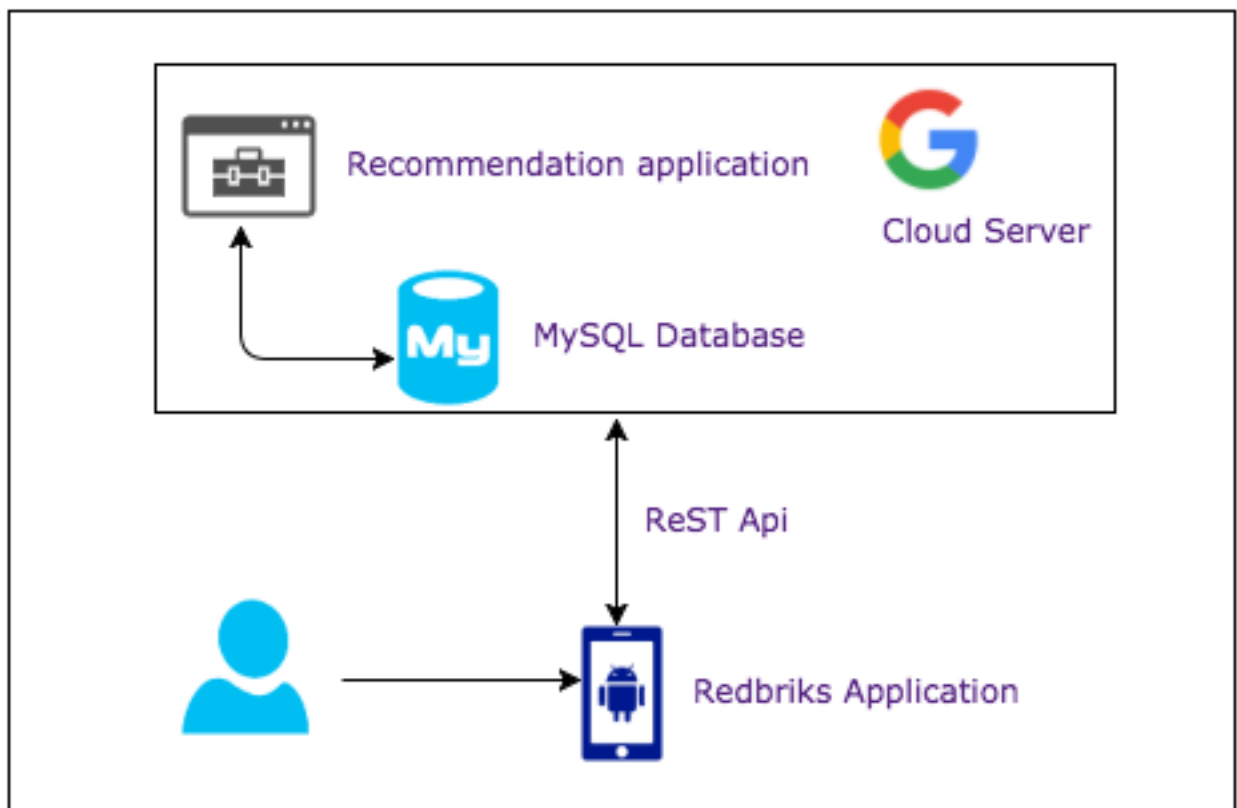 Recommendation application
Cloud Server
My
MySQL Database
ReST Api
Redbriks Application